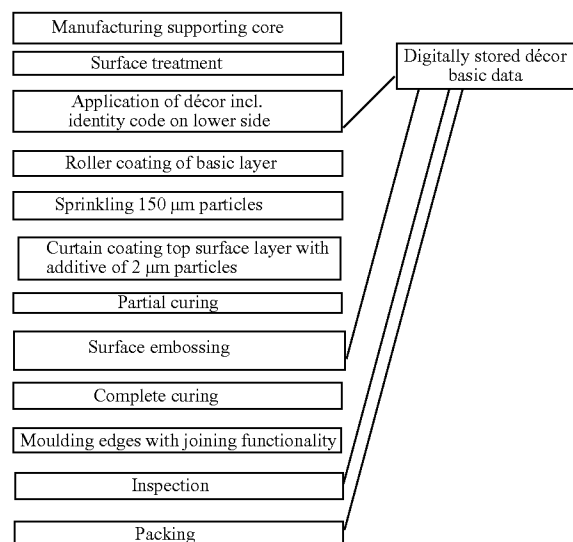 Manufacturing supporting core
Surface treatment
Digitally stored décor
basic data
Application of décor incl.
identity code on lower side
Roller coating of basic layer
Sprinkling 150 µm particles
Curtain coating top surface layer with
additive of 2 µm particles
Partial curing
Surface embossing
Complete curing
Moulding edges with joining functionality
Inspection
Packing